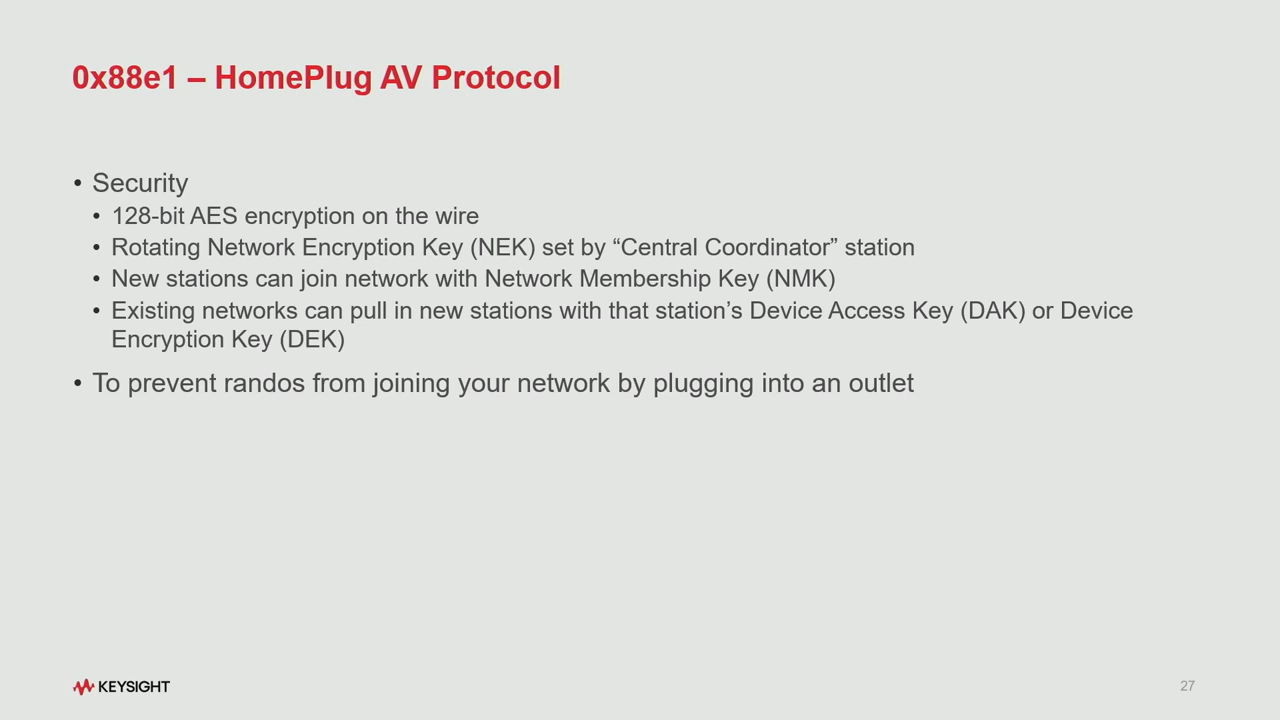 0x88e1 – HomePlug AV Protocol
• Security
• 128-bit AES encryption on the wire
• Rotating Network Encryption Key (NEK) set by “Central Coordinator” station
• New stations can join network with Network Membership Key (NMK)
• Existing networks can pull in new stations with that station’s Device Access Key (DAK) or Device
Encryption Key (DEK)
• To prevent randos from joining your network by plugging into an outlet
KEYSIGHT
27